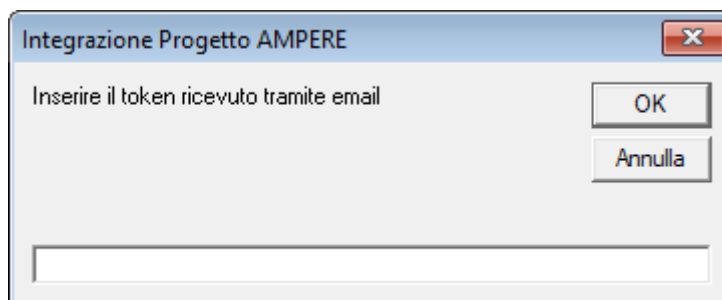 Integrazione Progetto AMPERE
Inserire il token ricevuto tramite email
OK
Annulla